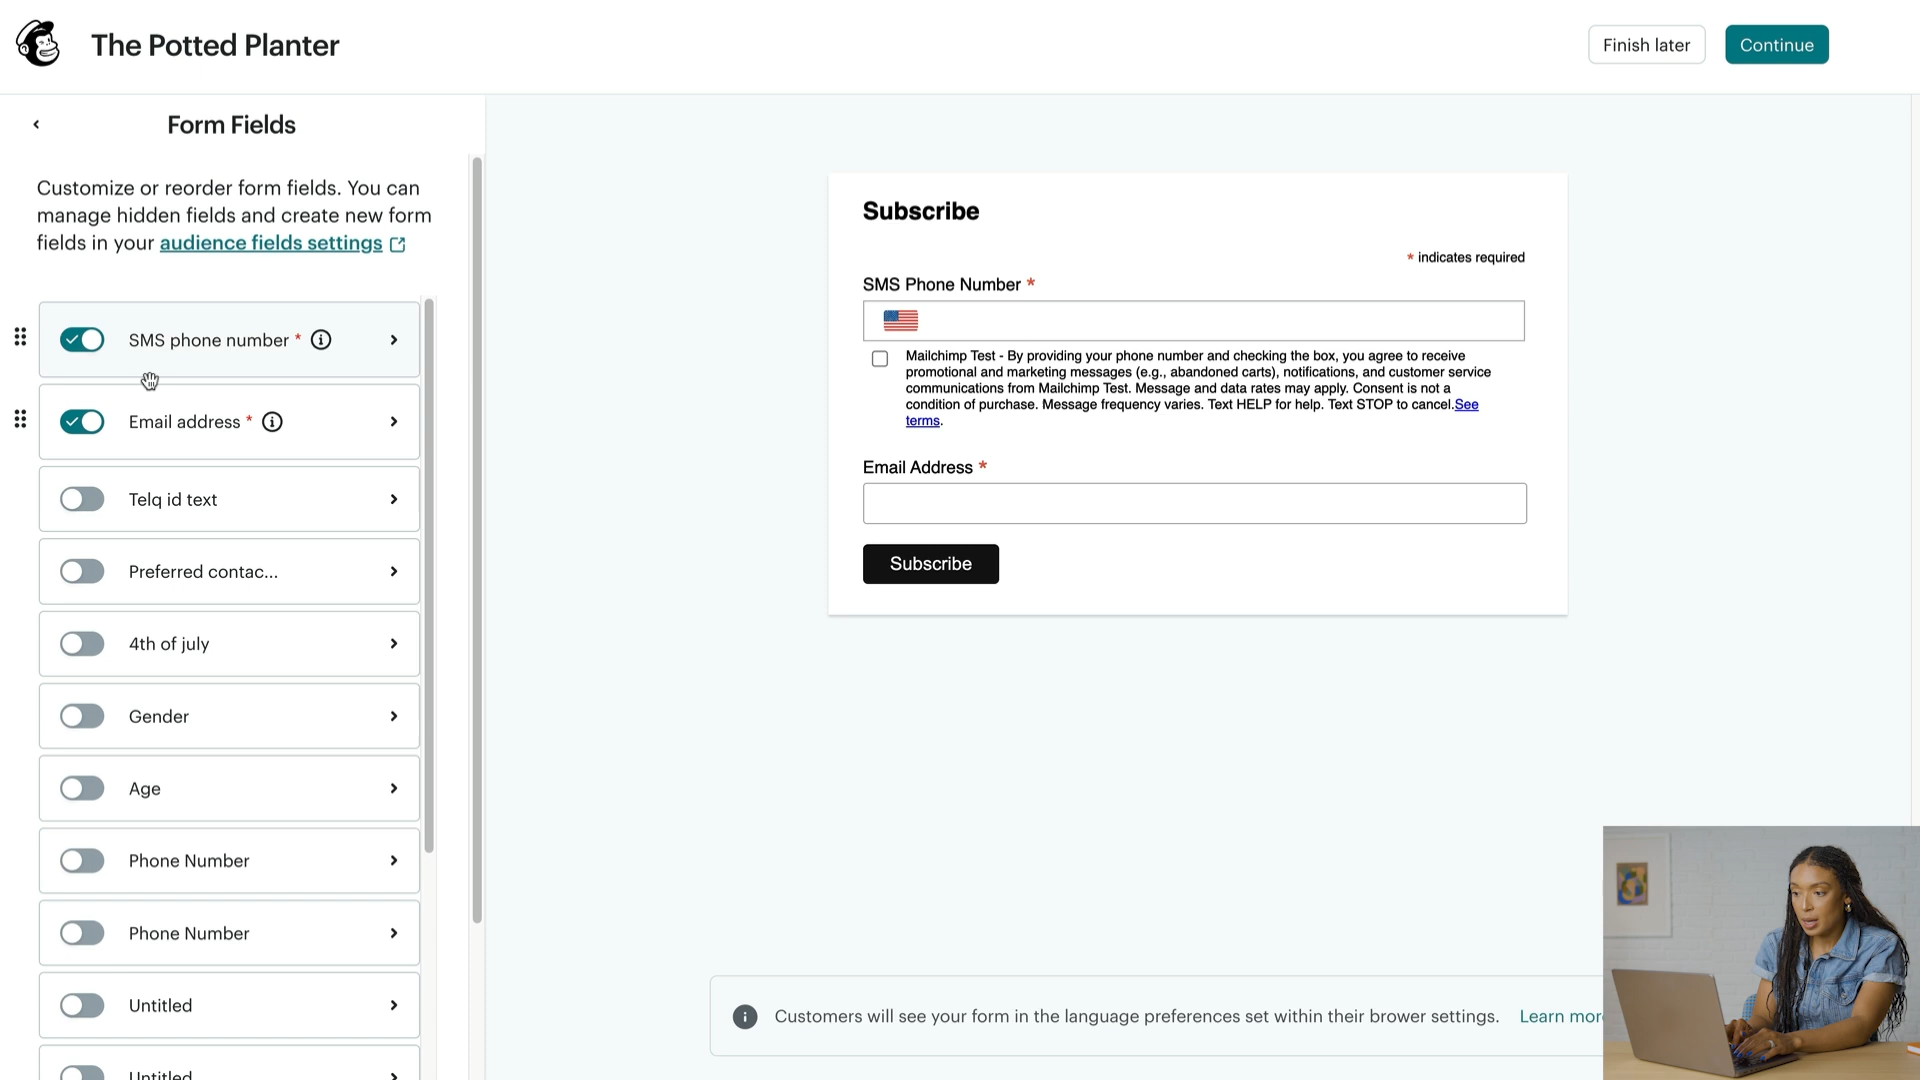 The Potted Planter
Finish later
Continue
Form Fields
Customize or reorder form fields. You can
manage hidden fields and create new form
fields in your audience fields settings
SMS phone number *
Email address *
Telq id text
Preferred contac...
4th of july
Gender
Age
Phone Number
Phone Number
Untitled
Untitled
Subscribe
* indicates required
SMS Phone Number *
Mailchimp Test - By providing your phone number and checking the box, you agree to receive
promotional and marketing messages (e.g., abandoned carts), notifications, and customer service
communications from Mailchimp Test. Message and data rates may apply. Consent is not a
condition of purchase. Message frequency varies. Text HELP for help. Text STOP to cancel.See
terms.
Email Address *
Subscribe
Customers will see your form in the language preferences set within their brower settings. Learn mor